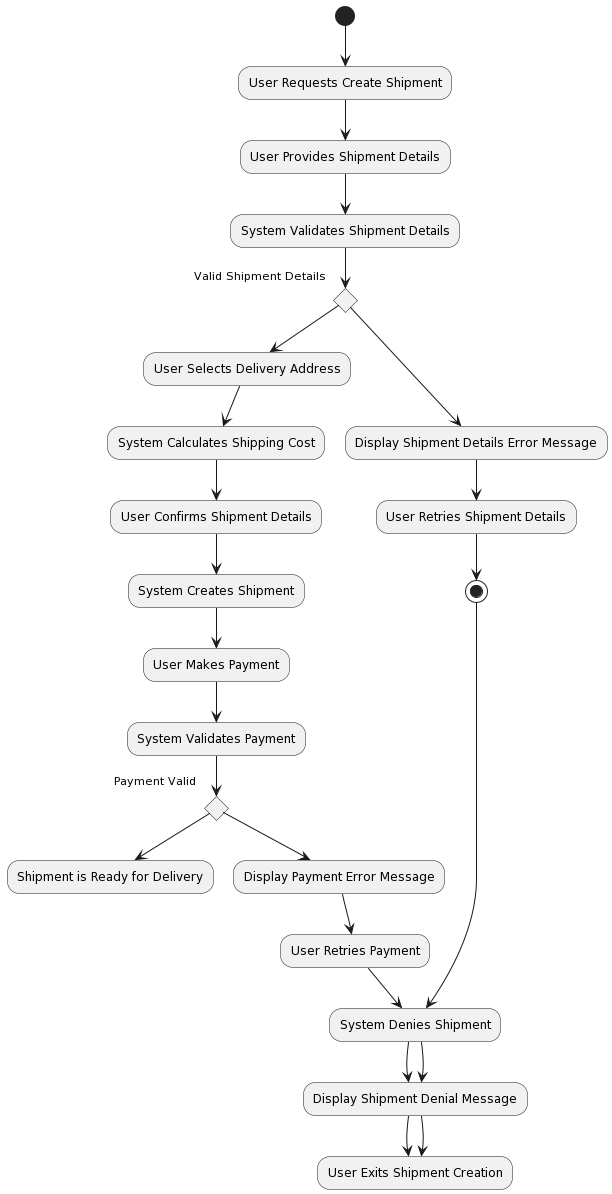 User Requests Create Shipment
User Provides Shipment Details
System Validates Shipment Details
Valid Shipment Details
User Selects Delivery Address
System Calculates Shipping Cost
Display Shipment Details Error Message
User Confirms Shipment Details
User Retries Shipment Details
System Creates Shipment
User Makes Payment
System Validates Payment
Payment Valid
Shipment is Ready for Delivery
Display Payment Error Message
User Retries Payment
System Denies Shipment
Display Shipment Denial Message
User Exits Shipment Creation